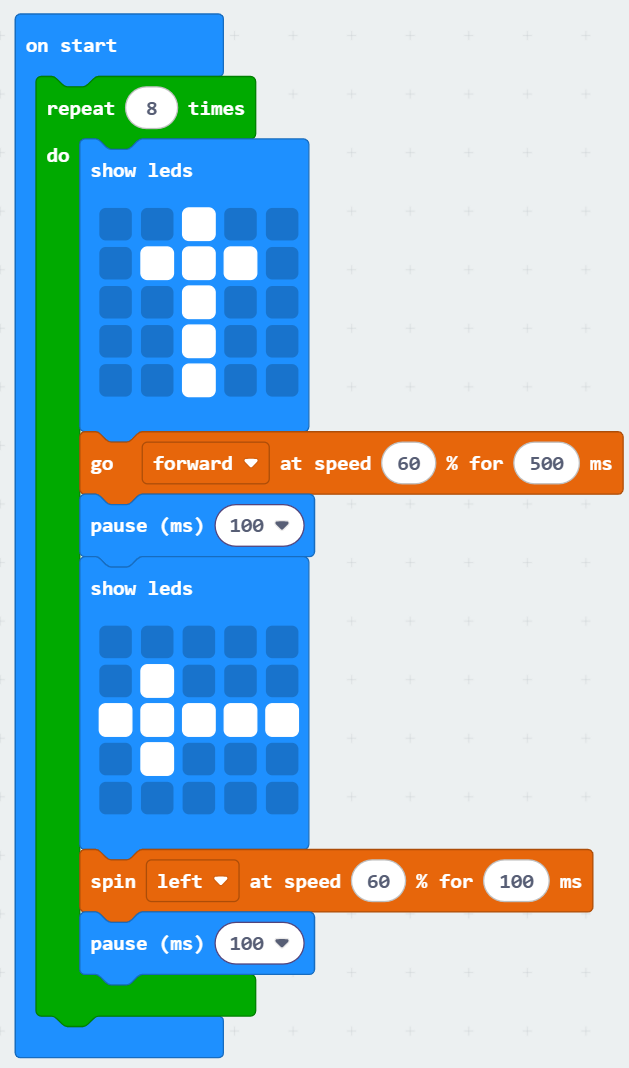 on start
repeat 8 times
do
show leds
go forward at speed 60 % for 500 ms
pause (ms) 100
show leds
spin left at speed 60 % for 100 ms
pause (ms) 100